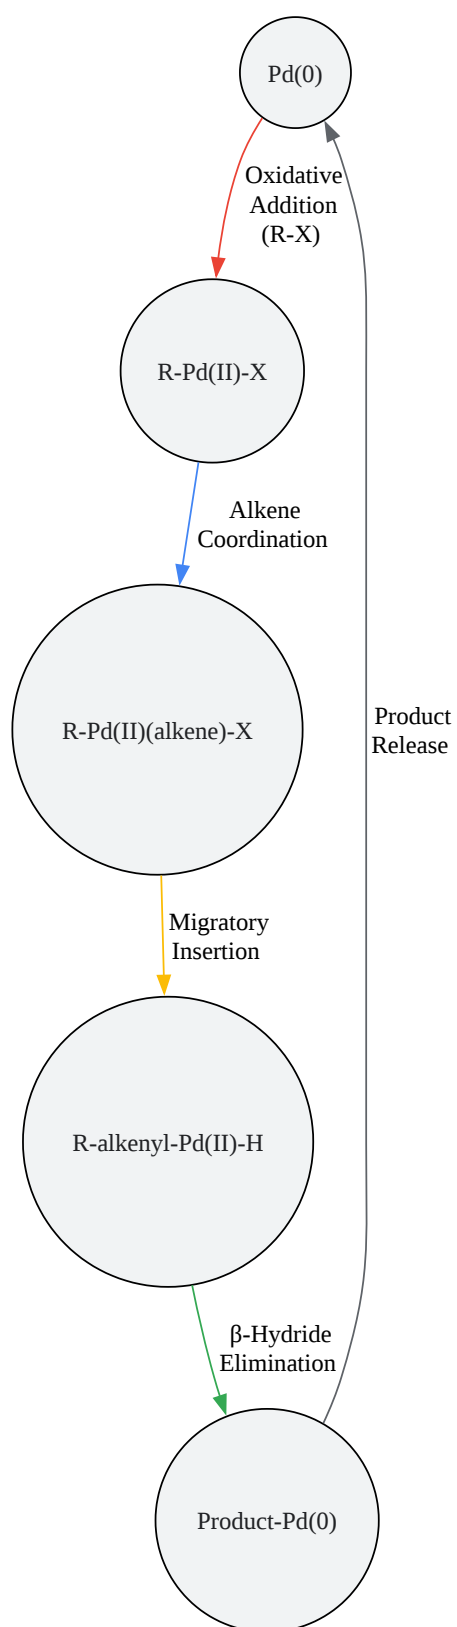 Pd(0)
Oxidative
Addition
(R-X)
R-Pd(II)-X
Alkene
Coordination
R-Pd(II)(alkene)-X
Product
Release
Migratory
Insertion
R-alkenyl-Pd(II)-H
β-Hydride
Elimination
Product-Pd(0)